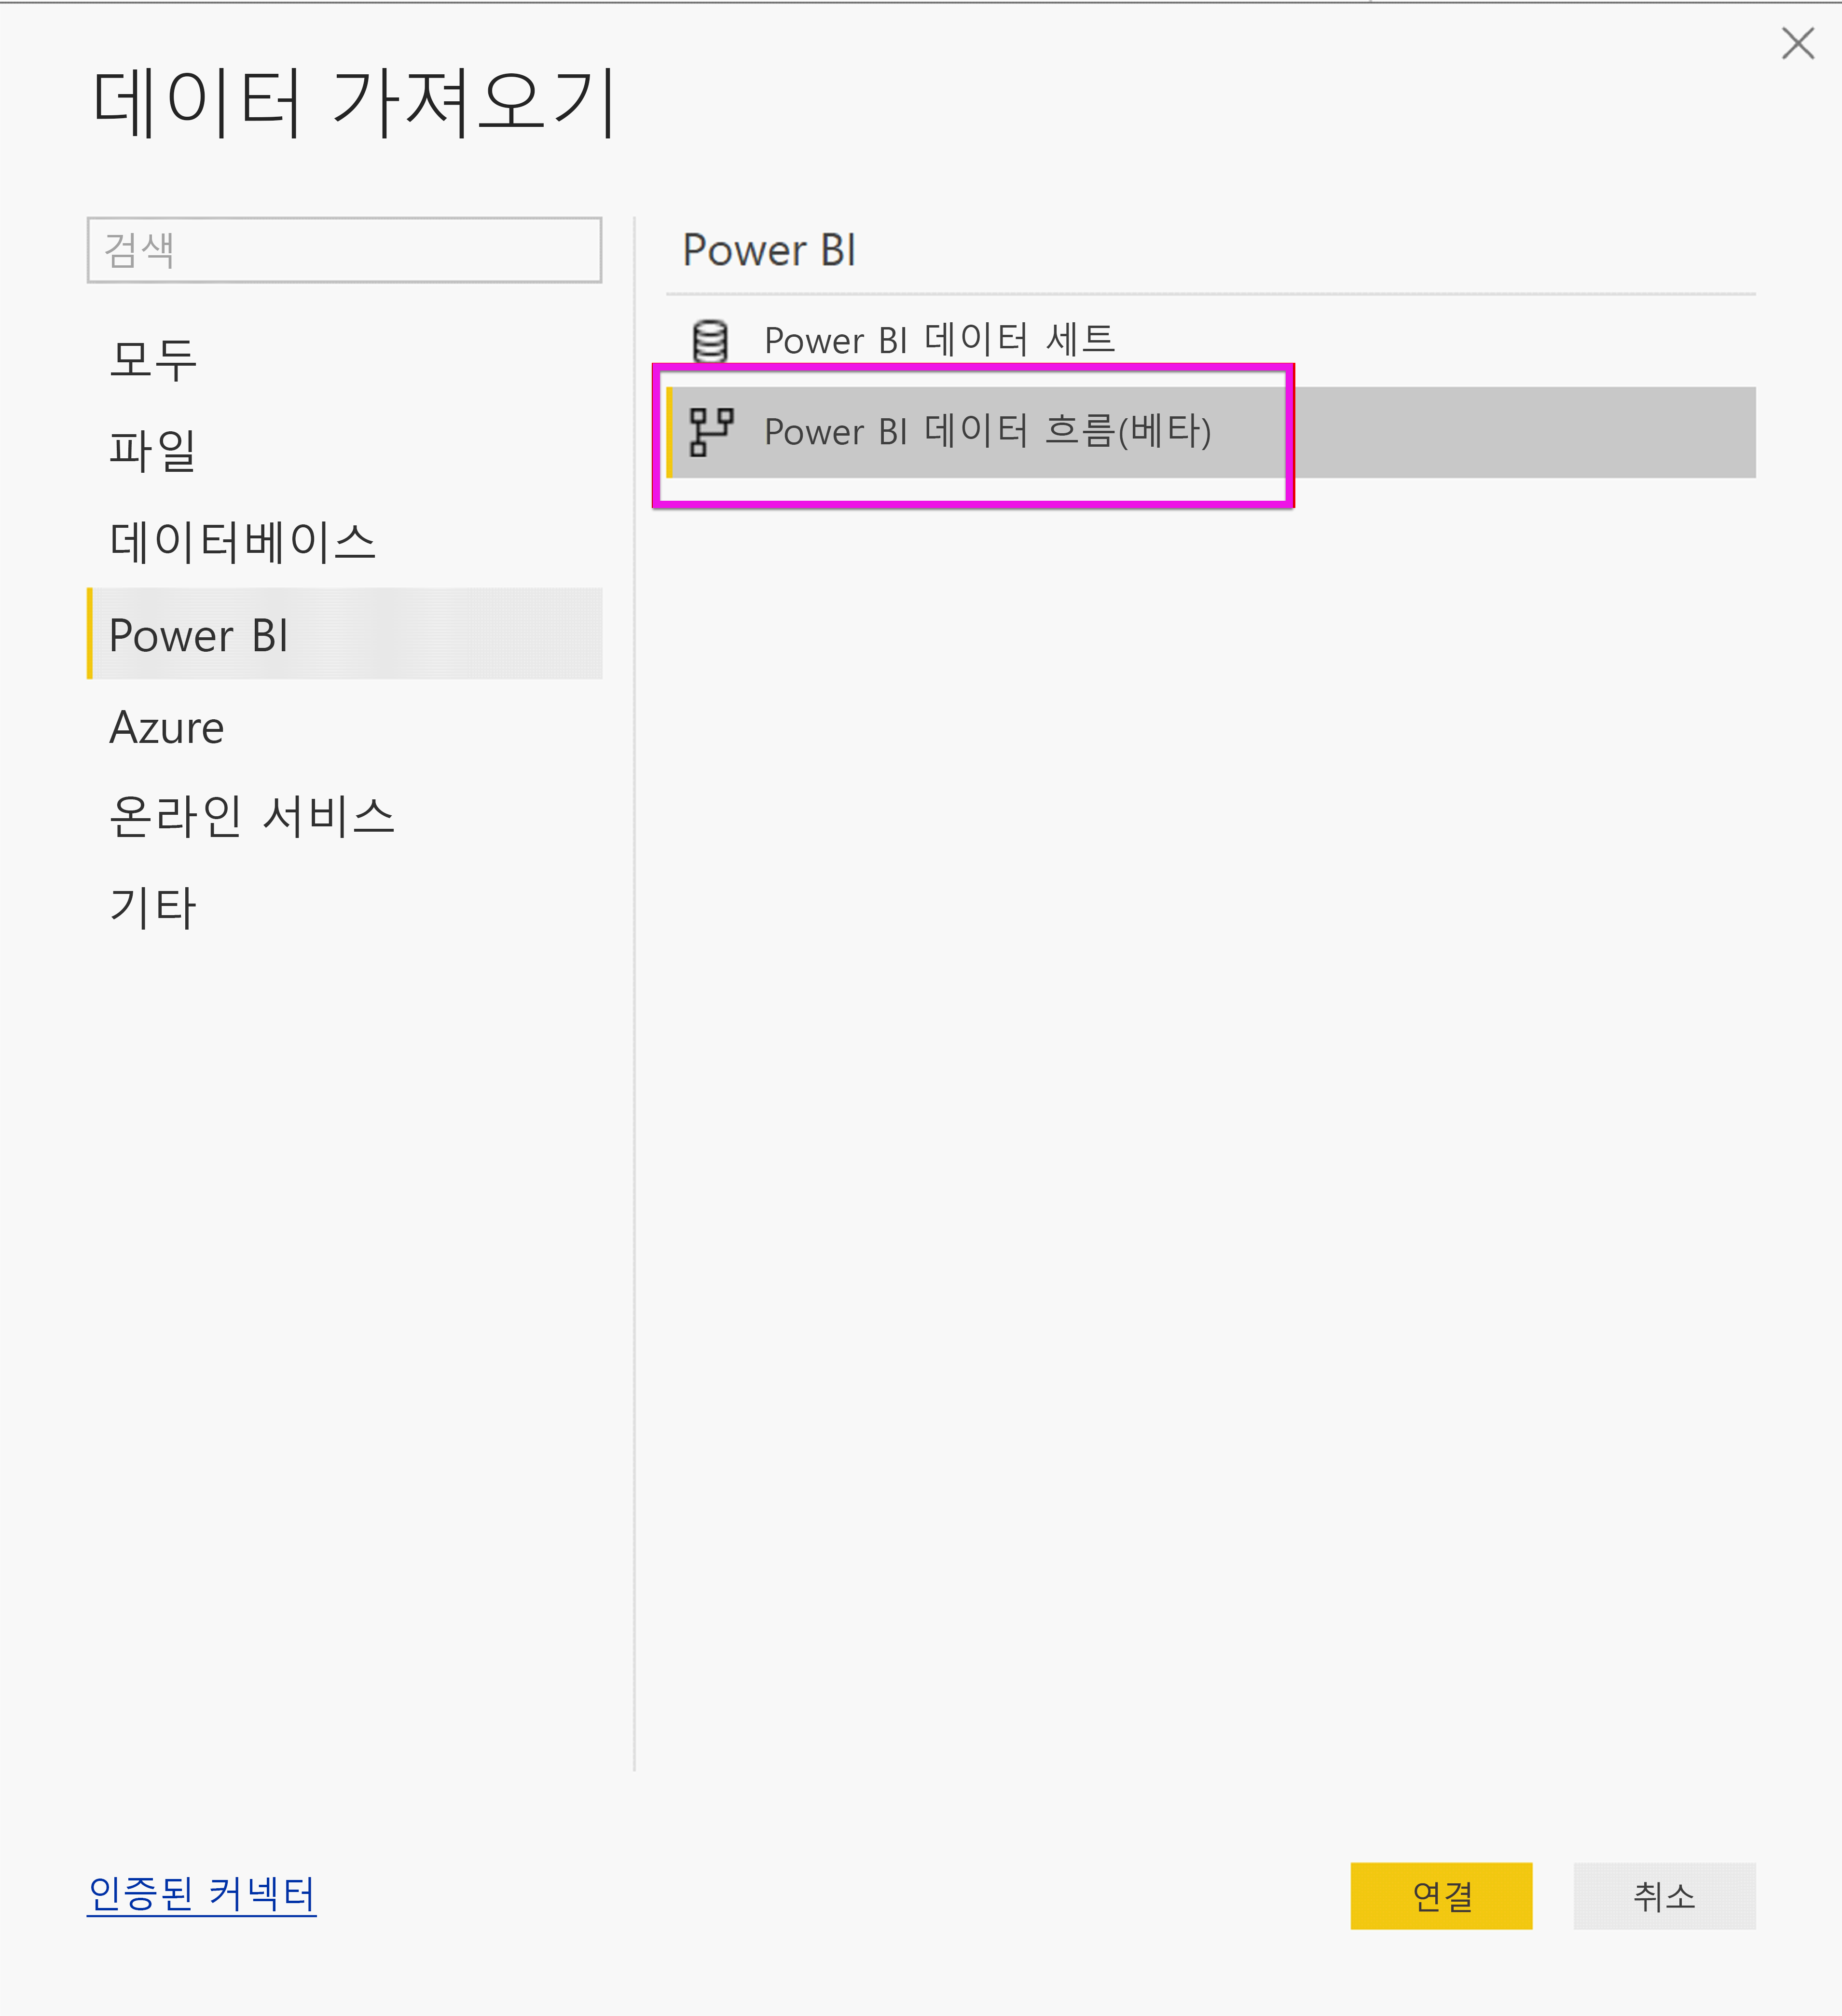 데이터 가져오기
검색
모두
파일
데이터베이스
Power BI
Azure
온라인 서비스
기타
Power BI
Power BI 데이터 세트
Power BI 데이터 흐름(베타)
인증된 커넥터
연결
취소